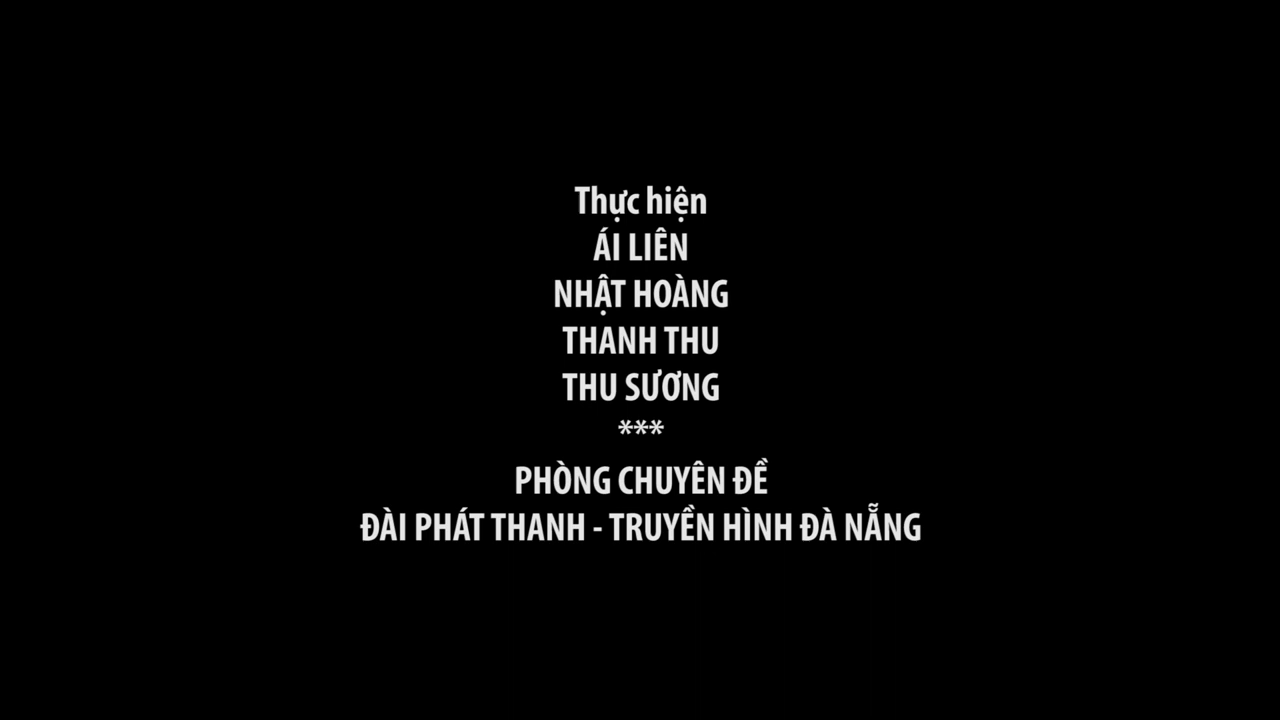 Thực hiện
ÁI LIÊN
NHẬT HOÀNG
THANH THU
THU SƯƠNG
***
PHÒNG CHUYÊN ĐỀ
ĐÀI PHÁT THANH - TRUYỀN HÌNH ĐÀ NẴNG